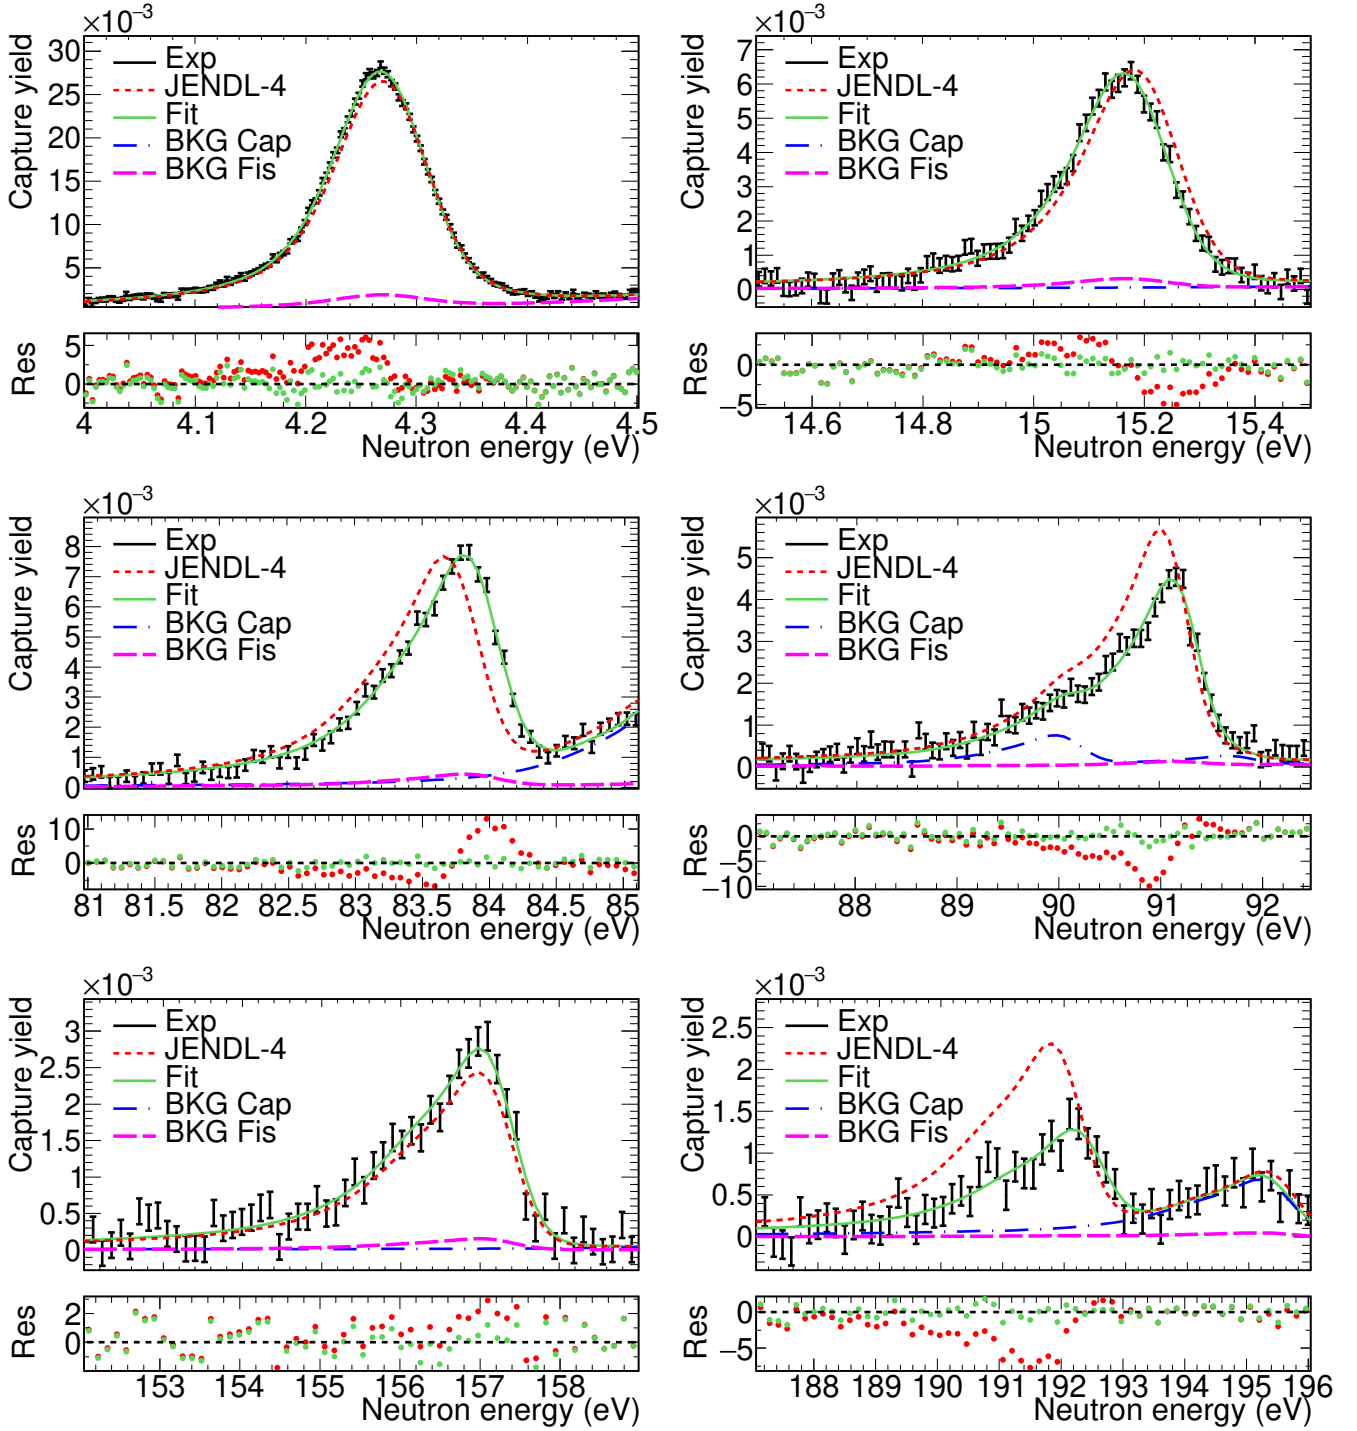 ×10⁻³
Capture yield
30
25
20
15
10
5
Exp
JENDL-4
Fit
BKG Cap
BKG Fis
Res
5
0
4 4.1 4.2 4.3 4.4 4.5
Neutron energy (eV)
×10⁻³
Capture yield
7
6
5
4
3
2
1
0
Exp
JENDL-4
Fit
BKG Cap
BKG Fis
Res
0
−5
14.6 14.8 15 15.2 15.4
Neutron energy (eV)
×10⁻³
Capture yield
8
7
6
5
4
3
2
1
0
Exp
JENDL-4
Fit
BKG Cap
BKG Fis
Res
10
0
81 81.5 82 82.5 83 83.5 84 84.5 85
Neutron energy (eV)
×10⁻³
Capture yield
5
4
3
2
1
0
Exp
JENDL-4
Fit
BKG Cap
BKG Fis
Res
0
−5
−10
88 89 90 91 92
Neutron energy (eV)
×10⁻³
Capture yield
3
2.5
2
1.5
1
0.5
0
Exp
JENDL-4
Fit
BKG Cap
BKG Fis
Res
2
0
153 154 155 156 157 158
Neutron energy (eV)
×10⁻³
Capture yield
2.5
2
1.5
1
0.5
0
Exp
JENDL-4
Fit
BKG Cap
BKG Fis
Res
0
−5
188 189 190 191 192 193 194 195 196
Neutron energy (eV)